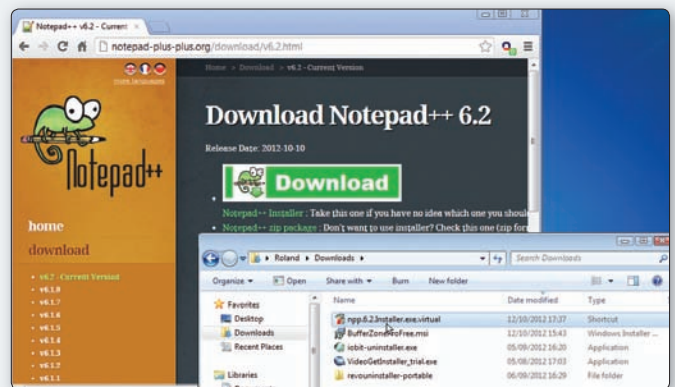 Notepad++ v6.2 - Current
notepad-plus-plus.org/download/v6.2.html
more languages
Home > Download > v6.2 - Current Version
Notepad++
Download Notepad++ 6.2
Release Date: 2012-10-10
Download
Notepad++ Installer : Take this one if you have no idea which one you should
Notepad++ zip package : Don't want to use installer? Check this one (zip for
home
download
v6.2 - Current Version
v6.1.8
v6.1.7
v6.1.6
v6.1.5
v6.1.4
v6.1.3
v6.1.2
v6.1.1
Roland Downloads
Search Downloads
Organize Open Share with Burn New folder
Favorites
Desktop
Downloads
Recent Places
Libraries
Name Date modified Type
npp.6.2.Installer.exe.virtual 12/10/2012 17:27 Shortcut
12/10/2012 15:43 Windows Installer ...
iobit-uninstaller.exe 05/09/2012 16:20 Application
VideoGetInstaller_trial.exe 05/08/2012 17:03 Application
revouninstaller-portable 06/09/2012 16:29 File folder